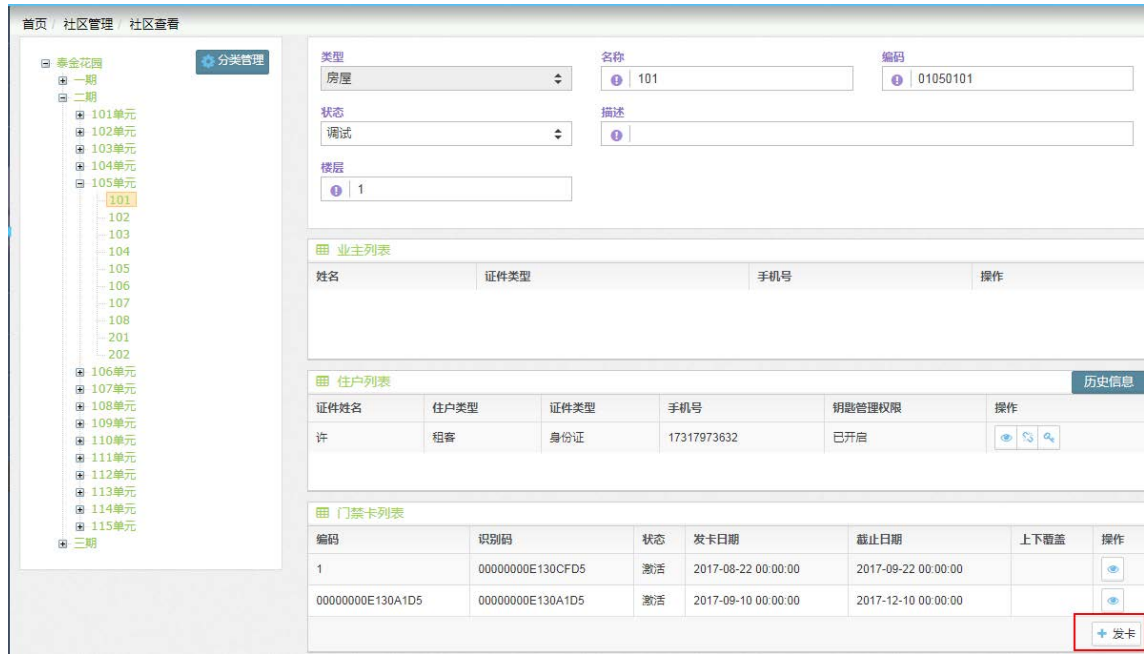 首页 / 社区管理 / 社区查看
泰金花园
分类管理
一期
二期
101单元
102单元
103单元
104单元
105单元
101
102
103
104
105
106
107
108
201
202
106单元
107单元
108单元
109单元
110单元
111单元
112单元
113单元
114单元
115单元
三期
类型 名称 编码
房屋 101 01050101
状态 描述
调试
楼层
1
业主列表
姓名 证件类型 手机号 操作
住户列表 历史信息
证件姓名 住户类型 证件类型 手机号 钥匙管理权限 操作
许 租客 身份证 17317973632 已开启
门禁卡列表
编码 识别码 状态 发卡日期 截止日期 上下覆盖 操作
1 00000000E130CFD5 激活 2017-08-22 00:00:00 2017-09-22 00:00:00
00000000E130A1D5 00000000E130A1D5 激活 2017-09-10 00:00:00 2017-12-10 00:00:00
+ 发卡